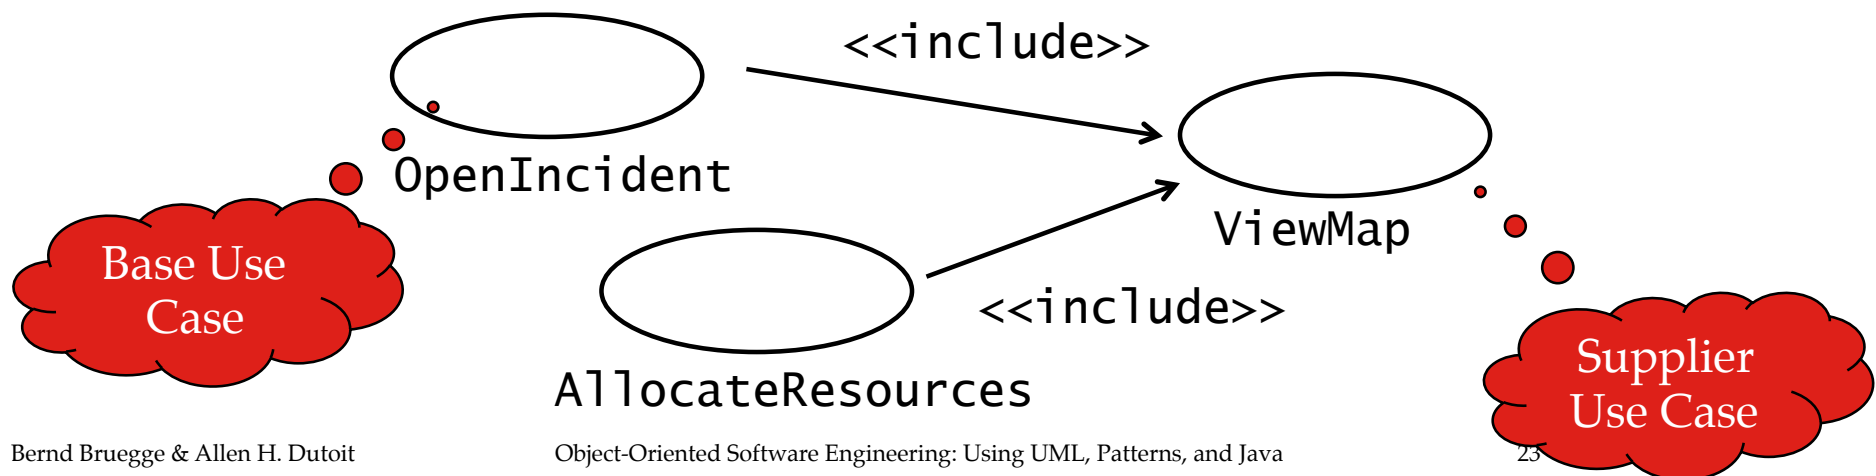 <<include>>
OpenIncident
ViewMap
Base Use
Case
<<include>>
AllocateResources
Supplier
Use Case
Bernd Bruegge & Allen H. Dutoit
Object-Oriented Software Engineering: Using UML, Patterns, and Java
23